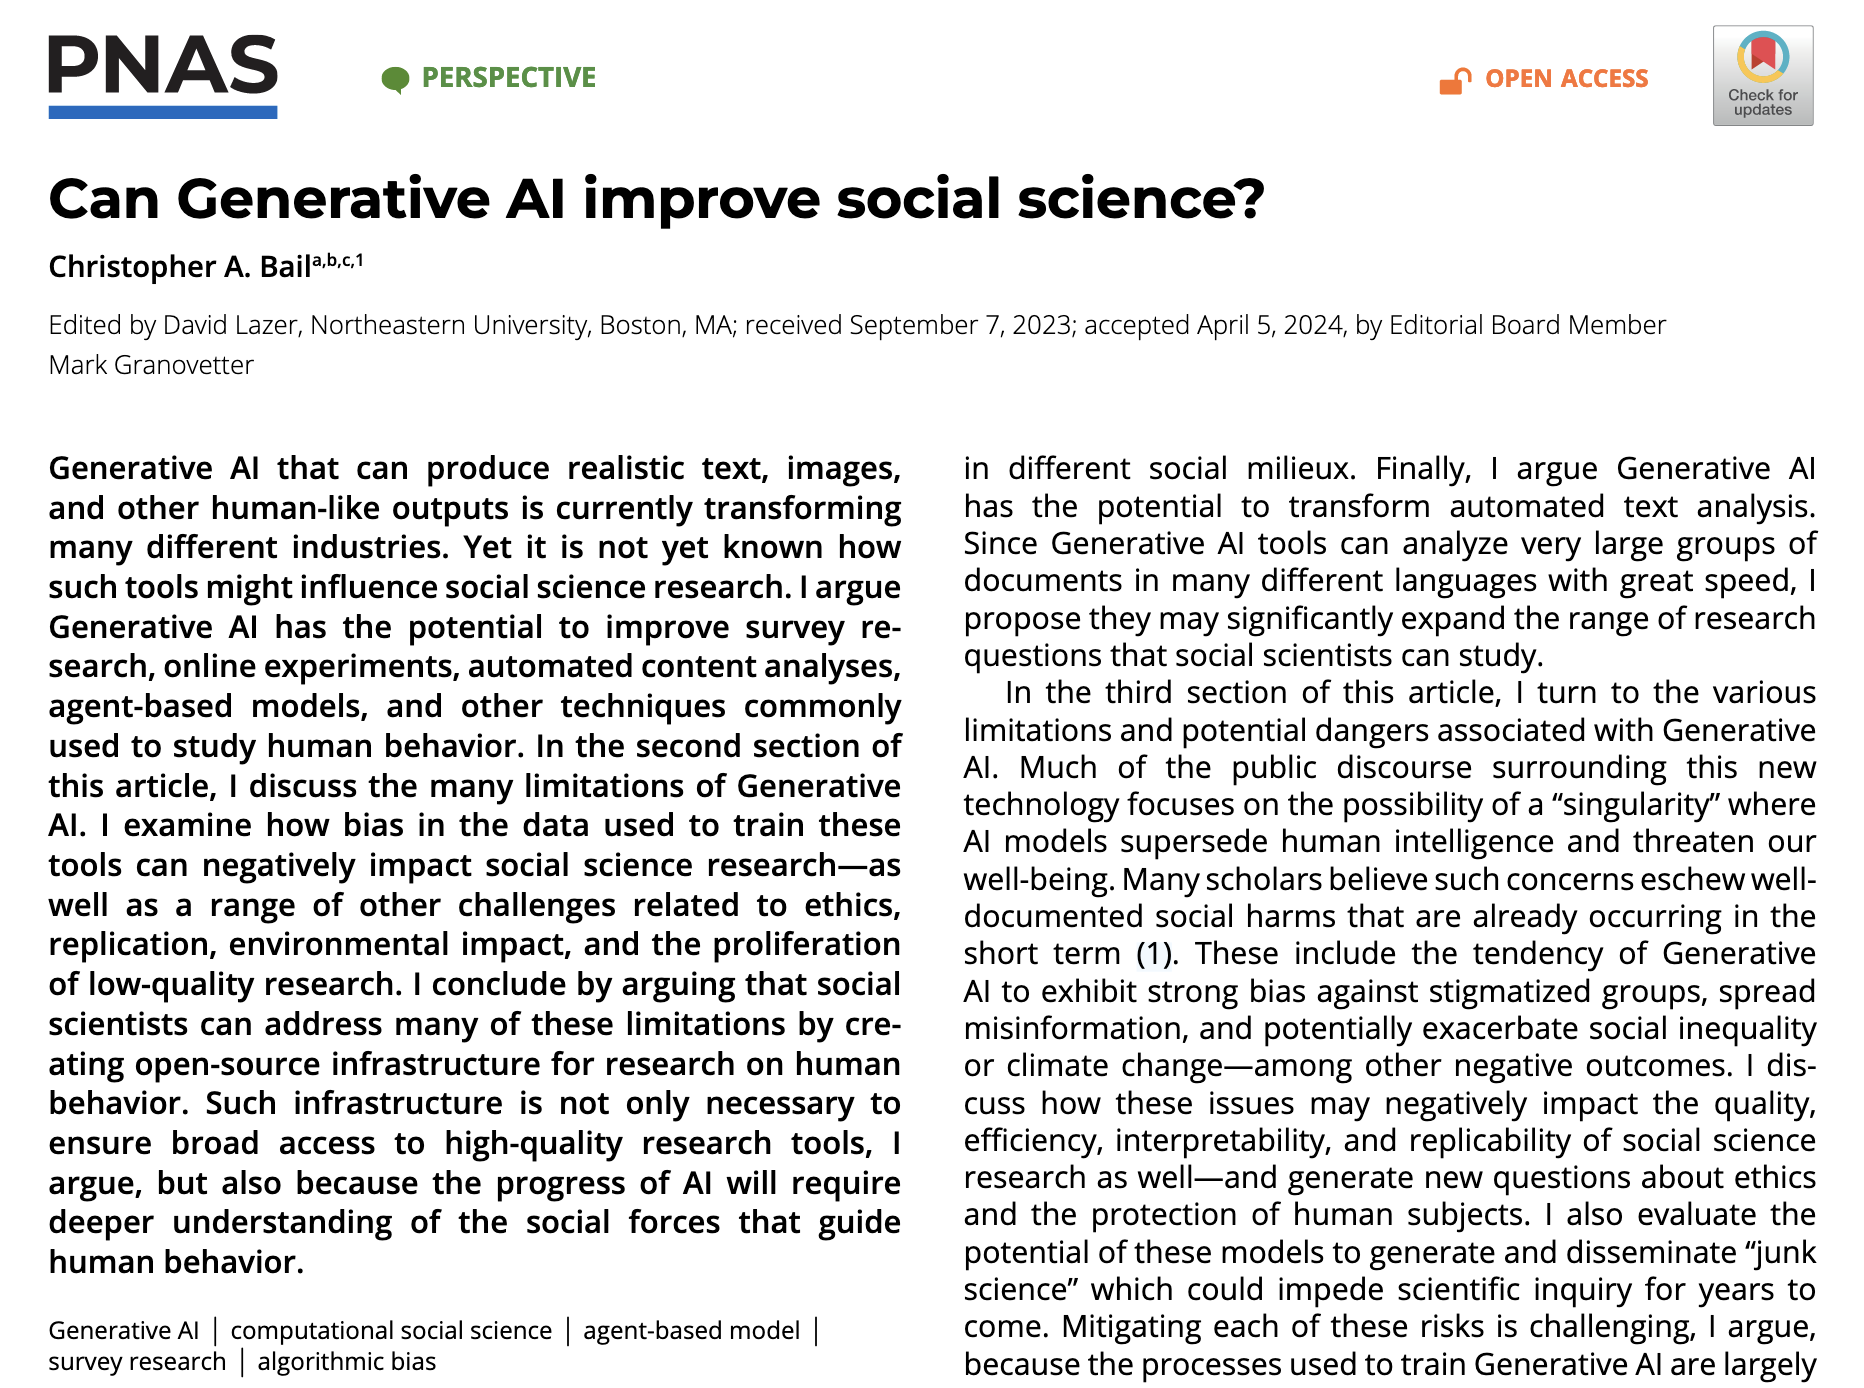 PNAS
PERSPECTIVE
OPEN ACCESS
Check for
updates
Can Generative AI improve social science?
Christopher A. Bail^a,b,c,1
Edited by David Lazer, Northeastern University, Boston, MA; received September 7, 2023; accepted April 5, 2024, by Editorial Board Member
Mark Granovetter
Generative AI that can produce realistic text, images,
and other human-like outputs is currently transforming
many different industries. Yet it is not yet known how
such tools might influence social science research. I argue
Generative AI has the potential to improve survey re-
search, online experiments, automated content analyses,
agent-based models, and other techniques commonly
used to study human behavior. In the second section of
this article, I discuss the many limitations of Generative
AI. I examine how bias in the data used to train these
tools can negatively impact social science research—as
well as a range of other challenges related to ethics,
replication, environmental impact, and the proliferation
of low-quality research. I conclude by arguing that social
scientists can address many of these limitations by cre-
ating open-source infrastructure for research on human
behavior. Such infrastructure is not only necessary to
ensure broad access to high-quality research tools, I
argue, but also because the progress of AI will require
deeper understanding of the social forces that guide
human behavior.
Generative AI | computational social science | agent-based model |
survey research | algorithmic bias
in different social milieux. Finally, I argue Generative AI
has the potential to transform automated text analysis.
Since Generative AI tools can analyze very large groups of
documents in many different languages with great speed, I
propose they may significantly expand the range of research
questions that social scientists can study.
In the third section of this article, I turn to the various
limitations and potential dangers associated with Generative
AI. Much of the public discourse surrounding this new
technology focuses on the possibility of a “singularity” where
AI models supersede human intelligence and threaten our
well-being. Many scholars believe such concerns eschew well-
documented social harms that are already occurring in the
short term (1). These include the tendency of Generative
AI to exhibit strong bias against stigmatized groups, spread
misinformation, and potentially exacerbate social inequality
or climate change—among other negative outcomes. I dis-
cuss how these issues may negatively impact the quality,
efficiency, interpretability, and replicability of social science
research as well—and generate new questions about ethics
and the protection of human subjects. I also evaluate the
potential of these models to generate and disseminate “junk
science” which could impede scientific inquiry for years to
come. Mitigating each of these risks is challenging, I argue,
because the processes used to train Generative AI are largely